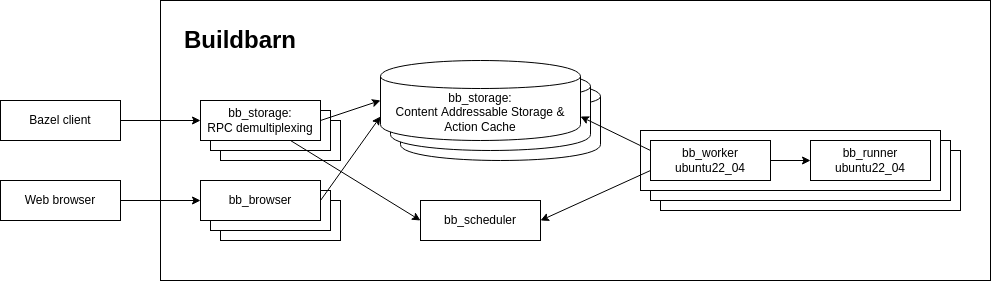 Buildbarn
Bazel client
bb_storage:
RPC demultiplexing
bb_storage:
Content Addressable Storage &
Action Cache
bb_worker
ubuntu22_04
bb_runner
ubuntu22_04
Web browser
bb_browser
bb_scheduler